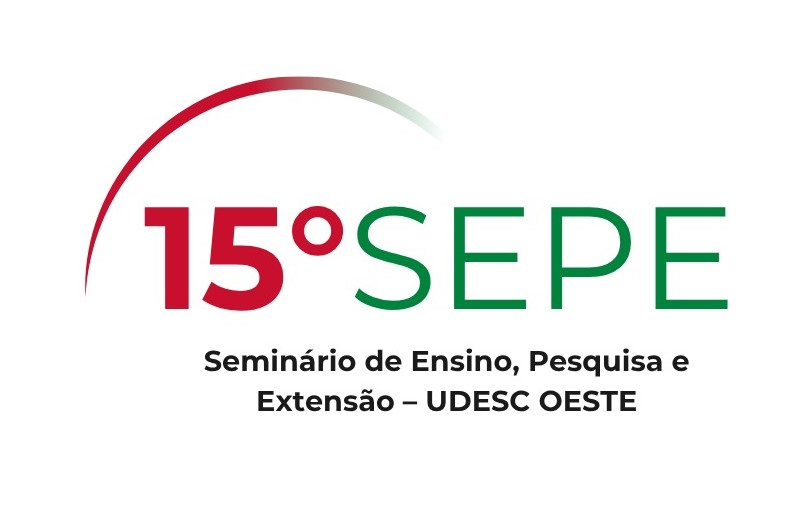 15°SEPE
Seminário de Ensino, Pesquisa e
Extensão – UDESC OESTE